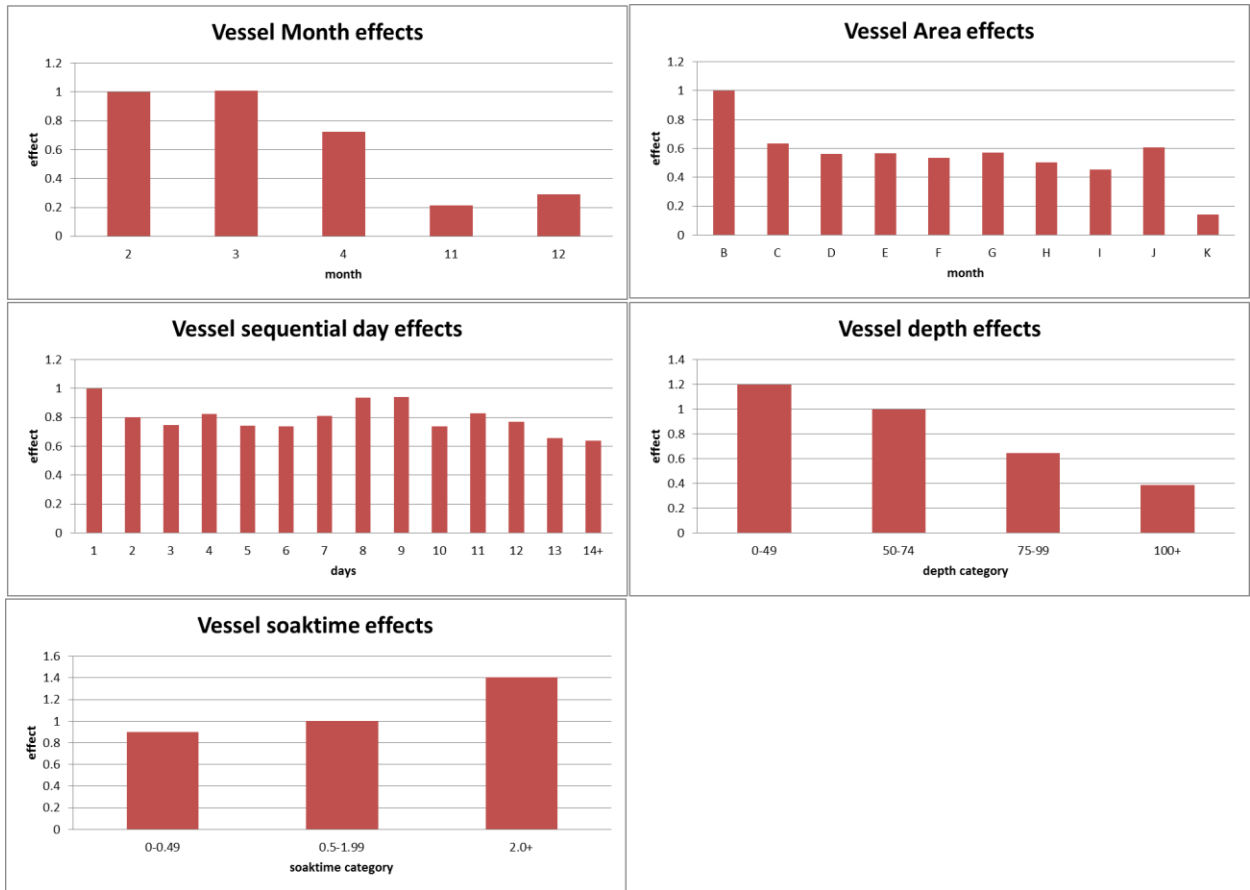 Vessel Month effects
1.2
1
0.8
0.6
0.4
0.2
0
effect
2 3 4 11 12
month
Vessel Area effects
1.2
1
0.8
0.6
0.4
0.2
0
effect
B C D E F G H I J K
month
Vessel sequential day effects
1.2
1
0.8
0.6
0.4
0.2
0
effect
1 2 3 4 5 6 7 8 9 10 11 12 13 14+
days
Vessel depth effects
1.4
1.2
1
0.8
0.6
0.4
0.2
0
effect
0-49 50-74 75-99 100+
depth category
Vessel soaktime effects
1.6
1.4
1.2
1
0.8
0.6
0.4
0.2
0
effect
0-0.49 0.5-1.99 2.0+
soaktime category